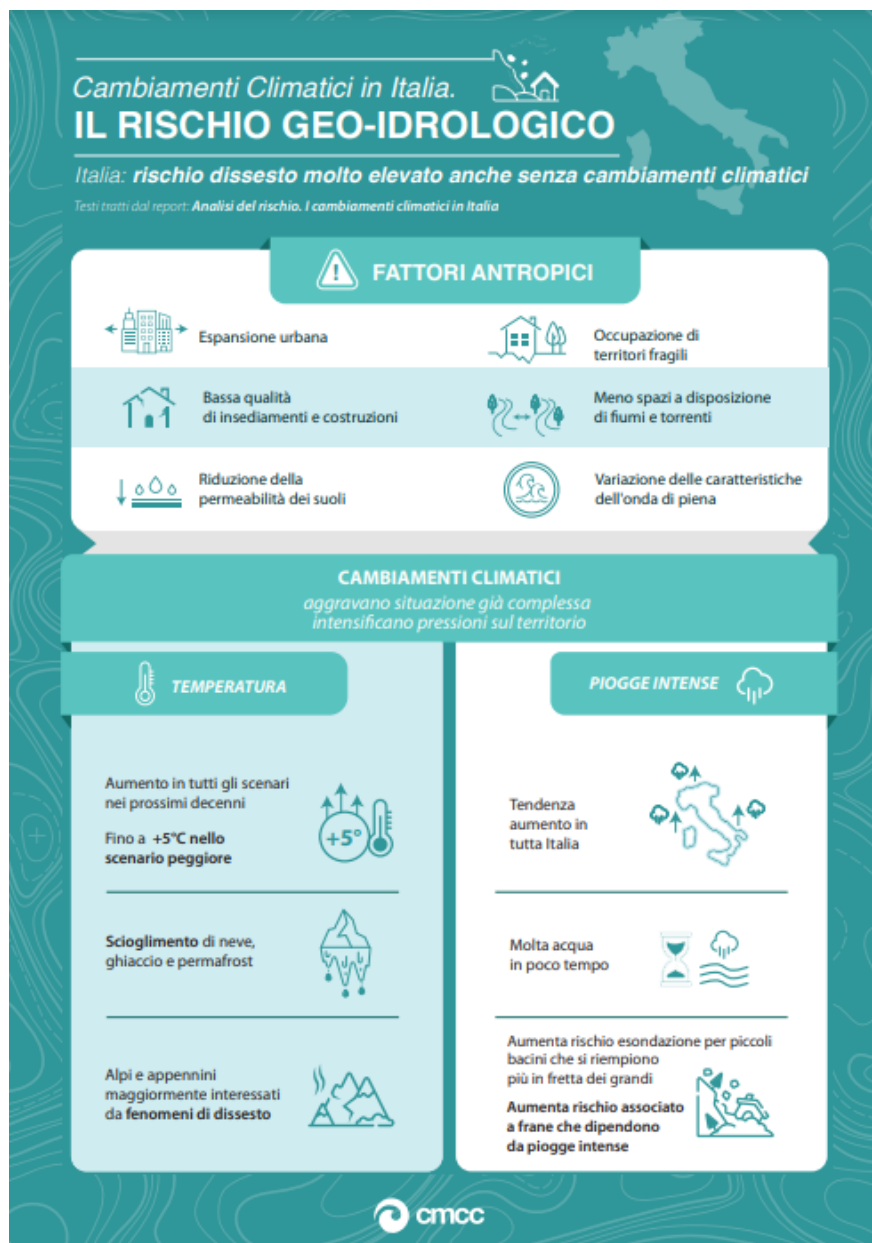 Cambiamenti Climatici in Italia.
IL RISCHIO GEO-IDROLOGICO
Italia: rischio dissesto molto elevato anche senza cambiamenti climatici
Testi tratti dal report: Analisi del rischio. I cambiamenti climatici in Italia
FATTORI ANTROPICI
Espansione urbana
Occupazione di
territori fragili
Bassa qualità
di insediamenti e costruzioni
Meno spazi a disposizione
di fiumi e torrenti
Riduzione della
permeabilità dei suoli
Variazione delle caratteristiche
dell'onda di piena
CAMBIAMENTI CLIMATICI
aggravano situazione già complessa
intensificano pressioni sul territorio
TEMPERATURA
Aumento in tutti gli scenari
nei prossimi decenni
Fino a +5°C nello
scenario peggiore
+5°
Scioglimento di neve,
ghiaccio e permafrost
Alpi e appennini
maggiormente interessati
da fenomeni di dissesto
PIOGGE INTENSE
Tendenza
aumento in
tutta Italia
Molta acqua
in poco tempo
Aumenta rischio esondazione per piccoli
bacini che si riempiono
più in fretta dei grandi
Aumenta rischio associato
a frane che dipendono
da piogge intense
cmcc